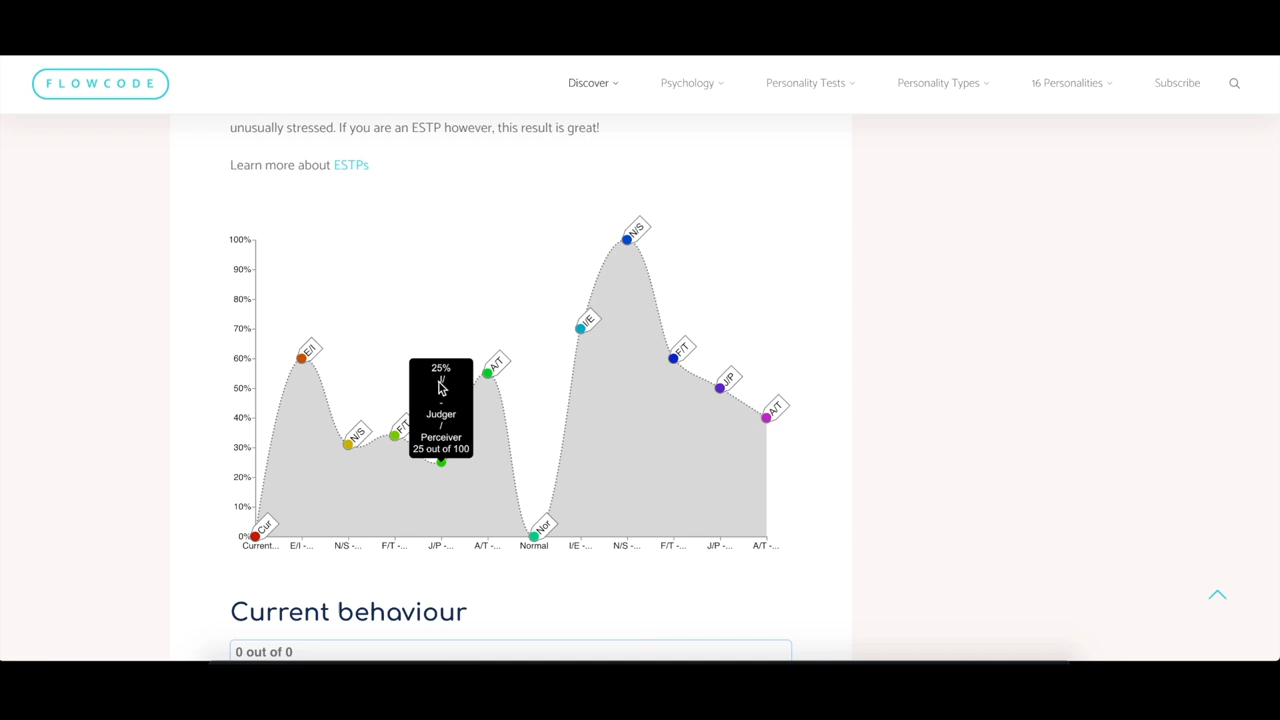 FLOWCODE
Discover
Psychology
Personality Tests
Personality Types
16 Personalities
Subscribe
unusually stressed. If you are an ESTP however, this result is great!
Learn more about ESTPs
100%
90%
80%
70%
60%
50%
40%
30%
20%
10%
0%
Cur
E/I
N/S
F/T
25%
J/
-
Judger
/
Perceiver
25 out of 100
A/T
Nor
I/E
N/S
F/T
J/P
A/T
Current... E/I -... N/S -... F/T -... J/P -... A/T -... Normal I/E -... N/S -... F/T -... J/P -... A/T -...
Current behaviour
0 out of 0